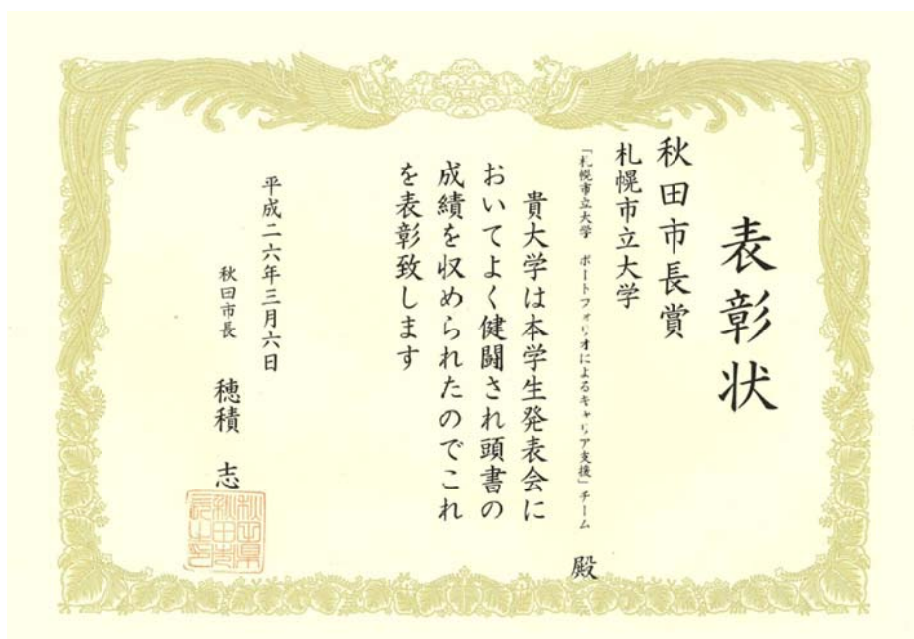 表彰状
秋田市長賞
札幌市立大学
「札幌市立大学　ポートフォリオによるキャリア支援」チーム　殿
貴大学は本学生発表会に
おいてよく健闘され頭書の
成績を収められたのでこれ
を表彰致します
平成二六年三月六日
秋田市長　穂積　志